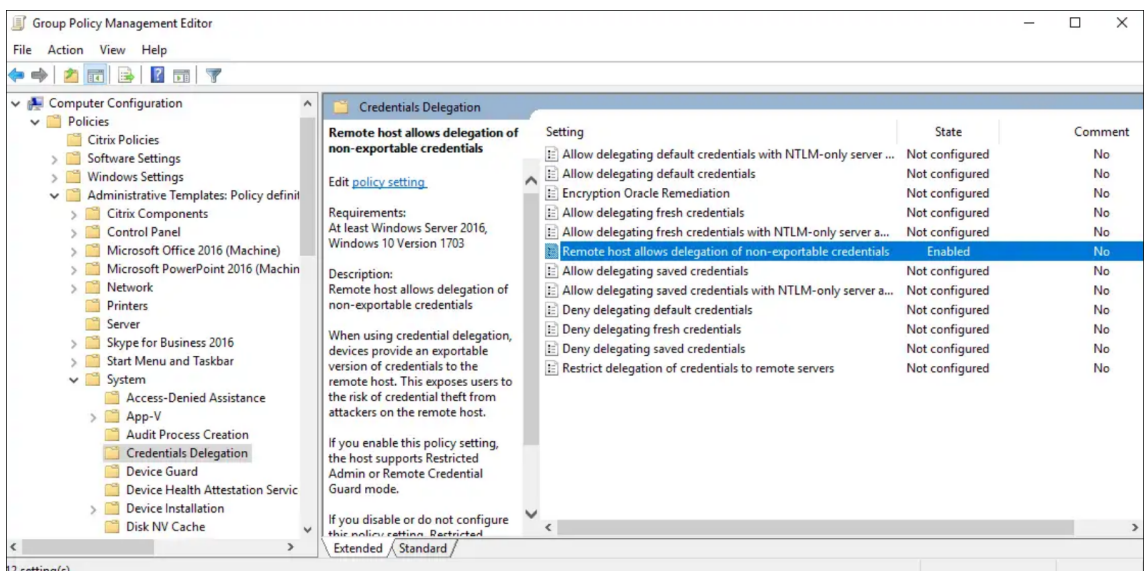 Group Policy Management Editor
File Action View Help
Computer Configuration
Policies
Citrix Policies
Software Settings
Windows Settings
Administrative Templates: Policy definit
Citrix Components
Control Panel
Microsoft Office 2016 (Machine)
Microsoft PowerPoint 2016 (Machin
Network
Printers
Server
Skype for Business 2016
Start Menu and Taskbar
System
Access-Denied Assistance
App-V
Audit Process Creation
Credentials Delegation
Device Guard
Device Health Attestation Servic
Device Installation
Disk NV Cache
Credentials Delegation
Remote host allows delegation of
non-exportable credentials
Edit policy setting
Requirements:
At least Windows Server 2016,
Windows 10 Version 1703
Description:
Remote host allows delegation of
non-exportable credentials
When using credential delegation,
devices provide an exportable
version of credentials to the
remote host. This exposes users to
the risk of credential theft from
attackers on the remote host.
If you enable this policy setting,
the host supports Restricted
Admin or Remote Credential
Guard mode.
If you disable or do not configure
this policy setting, Restricted
Setting State Comment
Allow delegating default credentials with NTLM-only server ... Not configured No
Allow delegating default credentials Not configured No
Encryption Oracle Remediation Not configured No
Allow delegating fresh credentials Not configured No
Allow delegating fresh credentials with NTLM-only server a... Not configured No
Remote host allows delegation of non-exportable credentials Enabled No
Allow delegating saved credentials Not configured No
Allow delegating saved credentials with NTLM-only server a... Not configured No
Deny delegating default credentials Not configured No
Deny delegating fresh credentials Not configured No
Deny delegating saved credentials Not configured No
Restrict delegation of credentials to remote servers Not configured No
Extended Standard
12 setting(s)